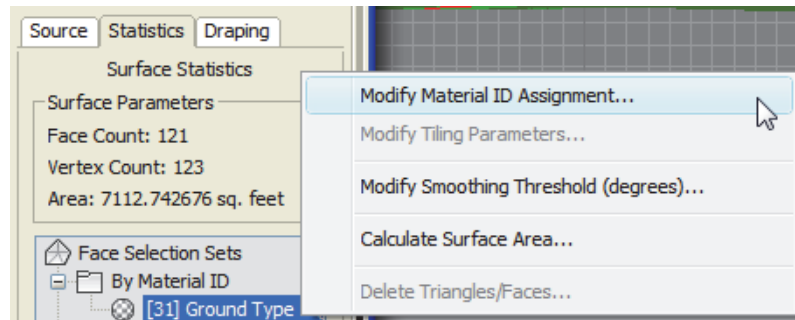 Source Statistics Draping
Surface Statistics
Surface Parameters
Face Count: 121
Vertex Count: 123
Area: 7112.742676 sq. feet
Face Selection Sets
By Material ID
[31] Ground Type
Modify Material ID Assignment...
Modify Tiling Parameters...
Modify Smoothing Threshold (degrees)...
Calculate Surface Area...
Delete Triangles/Faces...